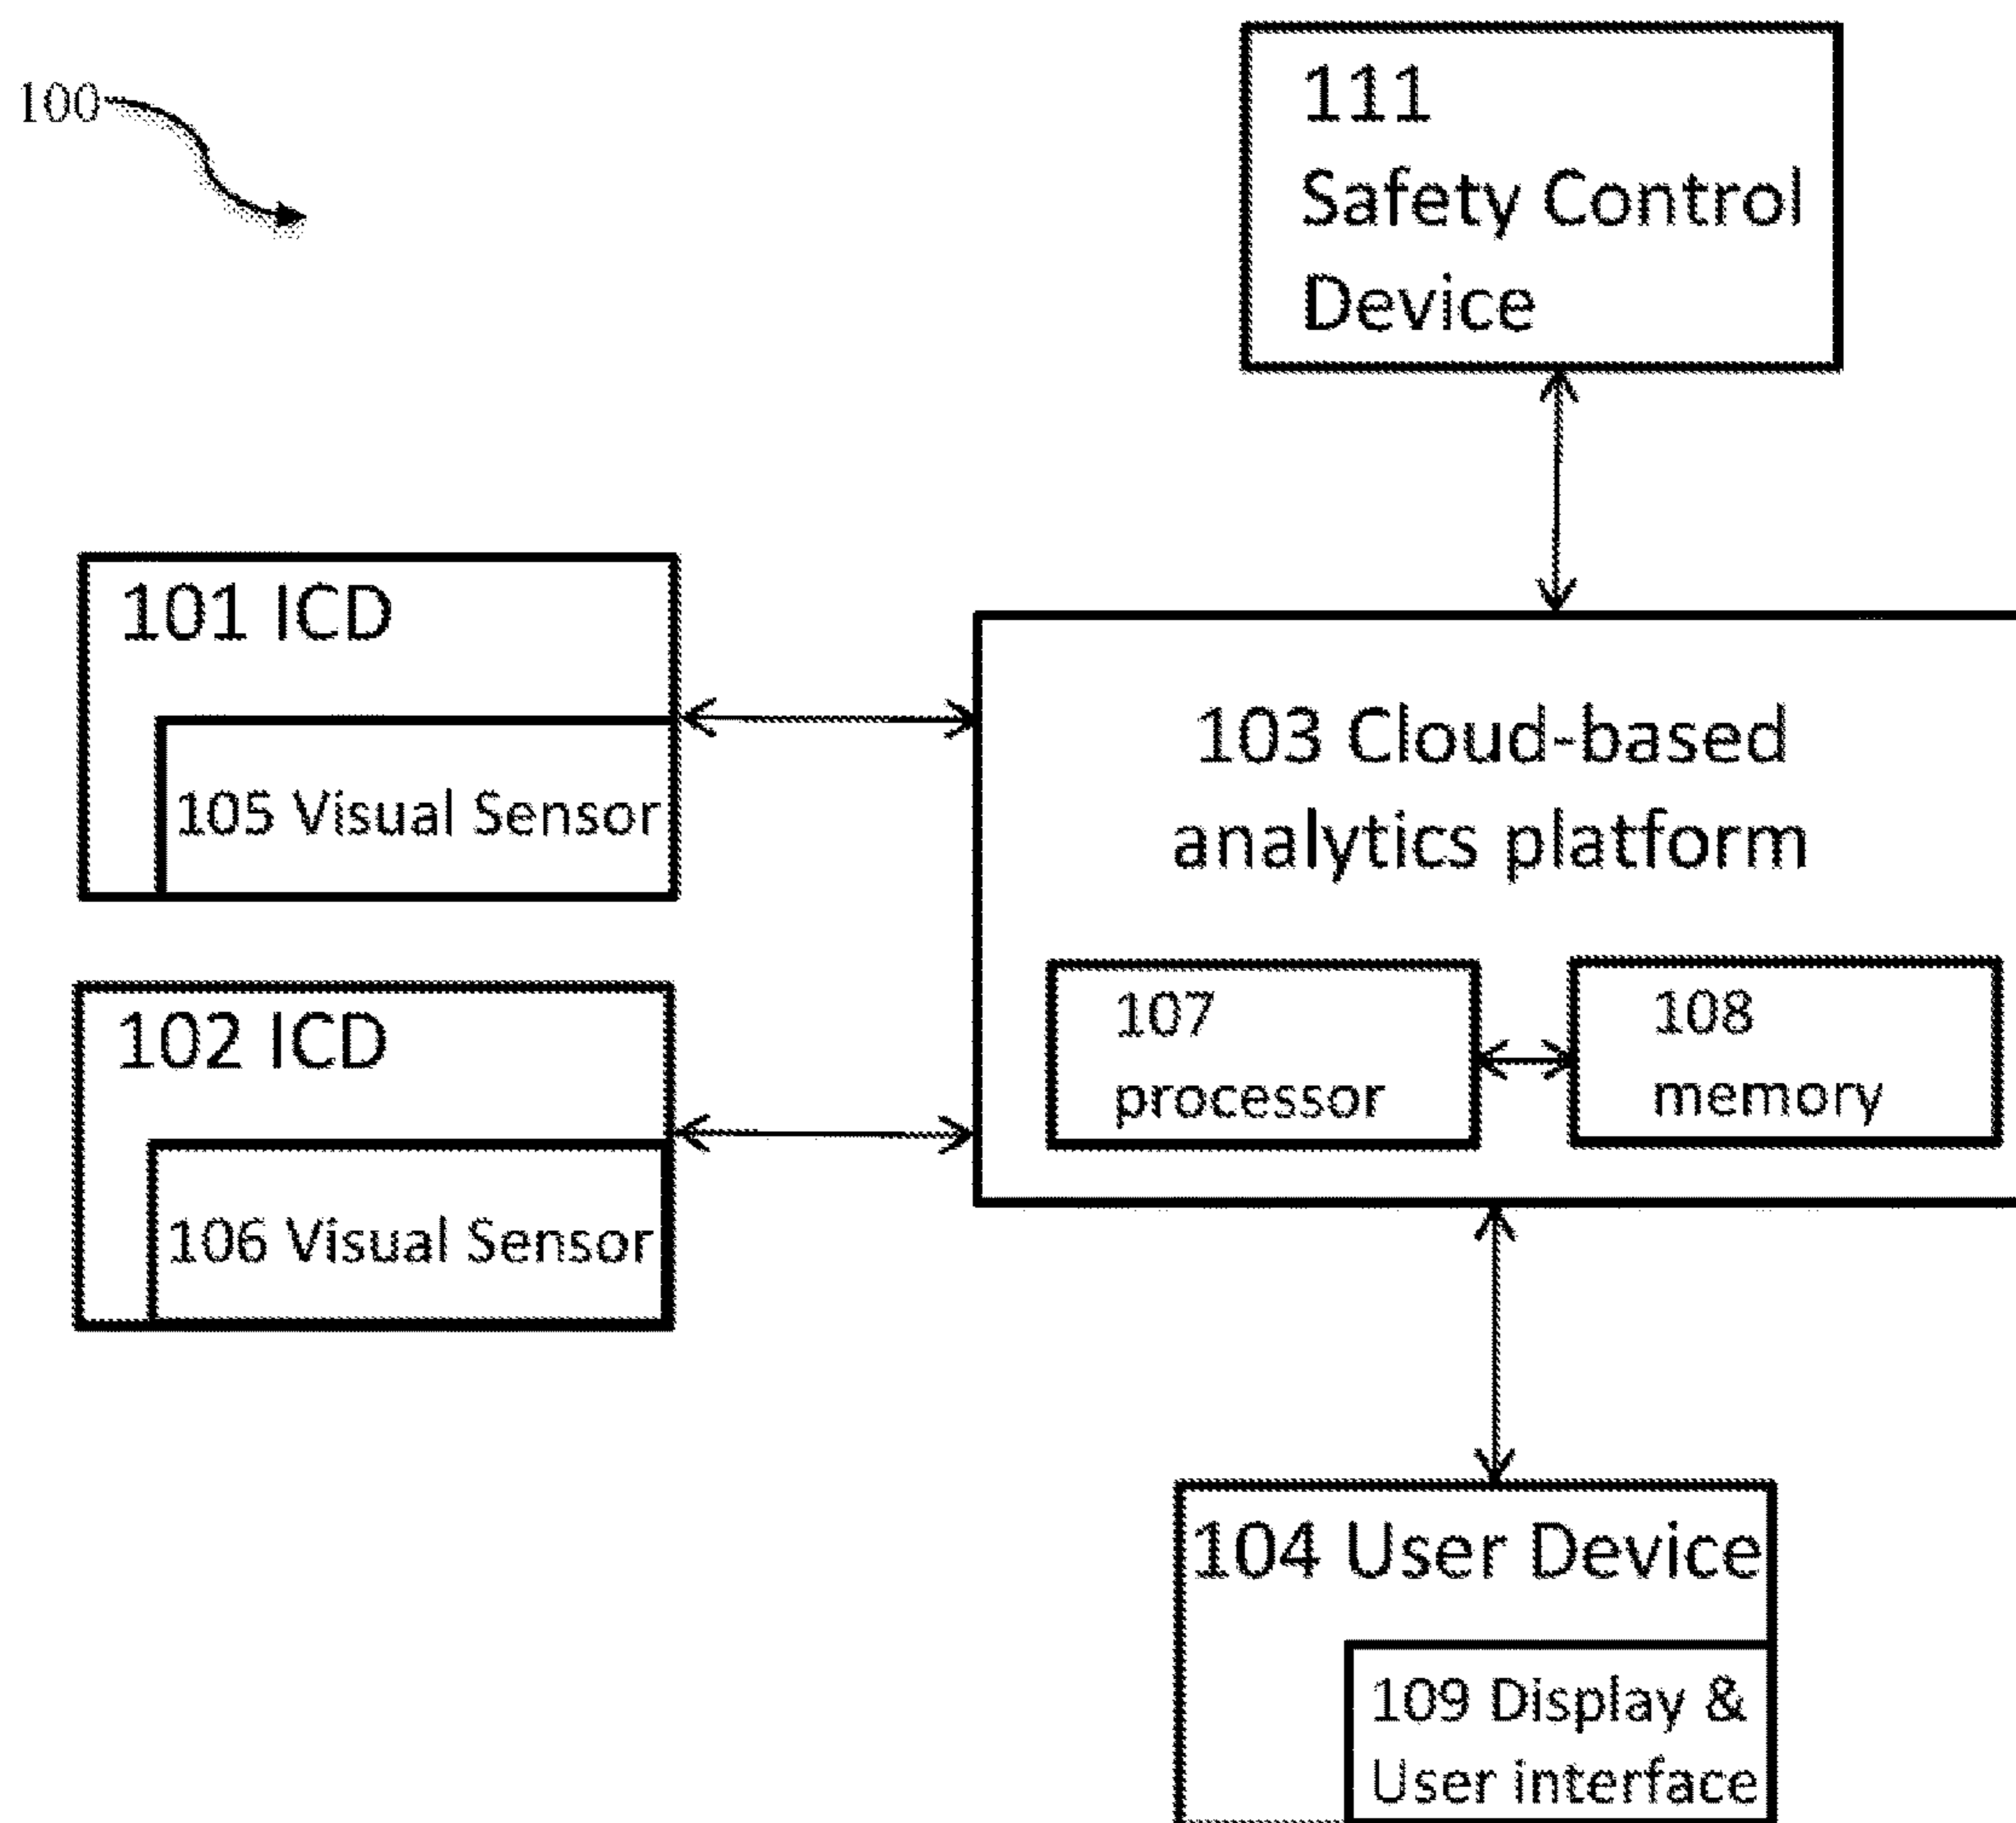 100
111
Safety Control
Device
101 ICD
105 Visual Sensor
103 Cloud-based
analytics platform
107
processor
108
memory
102 ICD
106 Visual Sensor
104 User Device
109 Display &
User interface